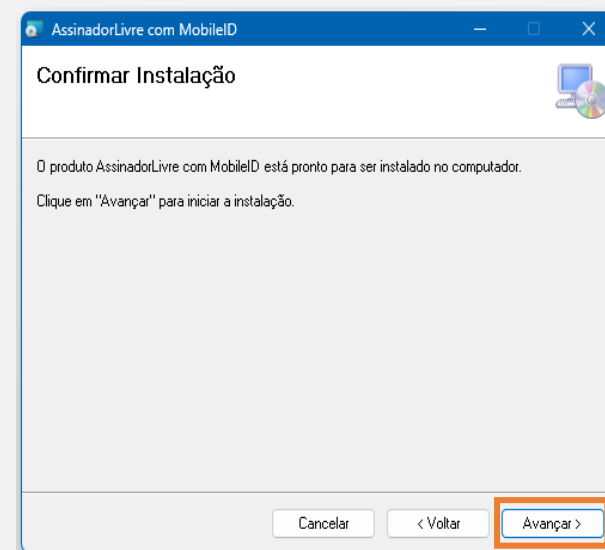 AssinadorLivre com MobileID
Confirmar Instalação
O produto AssinadorLivre com MobileID está pronto para ser instalado no computador.
Clique em "Avançar" para iniciar a instalação.
Cancelar
< Voltar
Avançar >